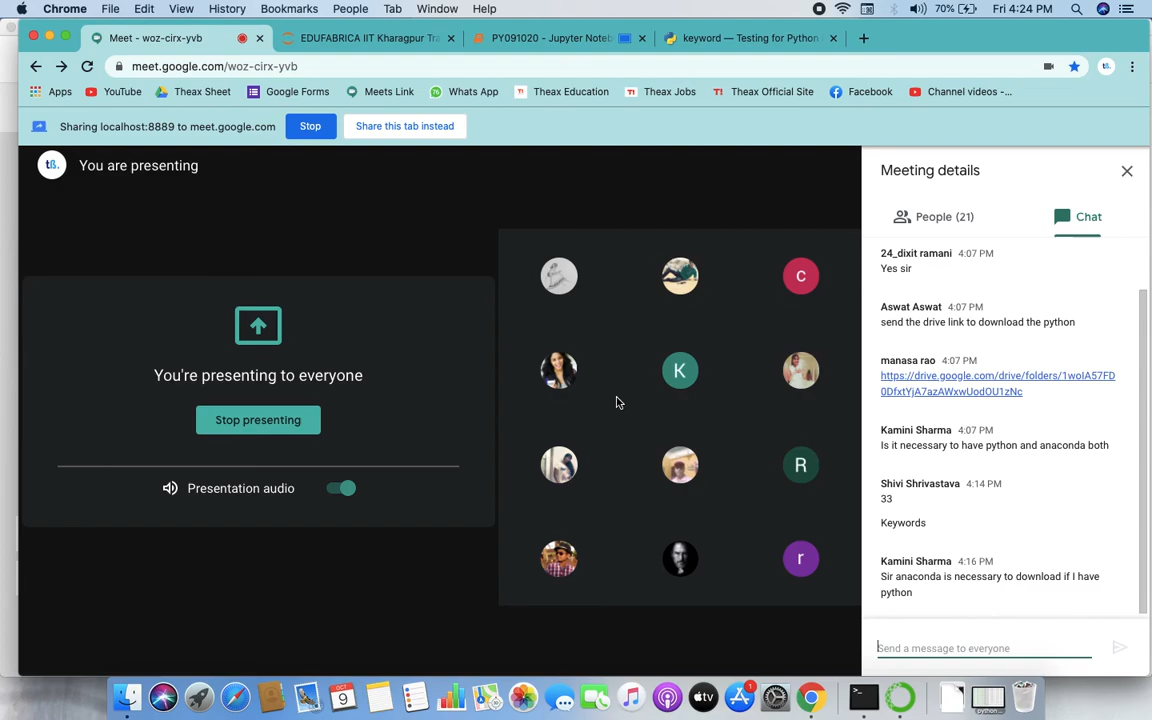 Chrome File Edit View History Bookmarks People Tab Window Help 70% Fri 4:24 PM
Meet - woz-cirx-yvb EDUFABRICA IIT Kharagpur Tra PY091020 - Jupyter Noteb keyword — Testing for Python
meet.google.com/woz-cirx-yvb tß.
Apps YouTube Theax Sheet Google Forms Meets Link Whats App Theax Education Theax Jobs Theax Official Site Facebook Channel videos -...
Sharing localhost:8889 to meet.google.com Stop Share this tab instead
tß. You are presenting
You're presenting to everyone
Stop presenting
Presentation audio
C
K
R
r
Meeting details
People (21) Chat
24_dixit ramani 4:07 PM
Yes sir
Aswat Aswat 4:07 PM
send the drive link to download the python
manasa rao 4:07 PM
https://drive.google.com/drive/folders/1woIA57FD
0DfxtYjA7azAWxwUodOU1zNc
Kamini Sharma 4:07 PM
Is it necessary to have python and anaconda both
Shivi Shrivastava 4:14 PM
33
Keywords
Kamini Sharma 4:16 PM
Sir anaconda is necessary to download if I have
python
Send a message to everyone
OCT
9
tv
1